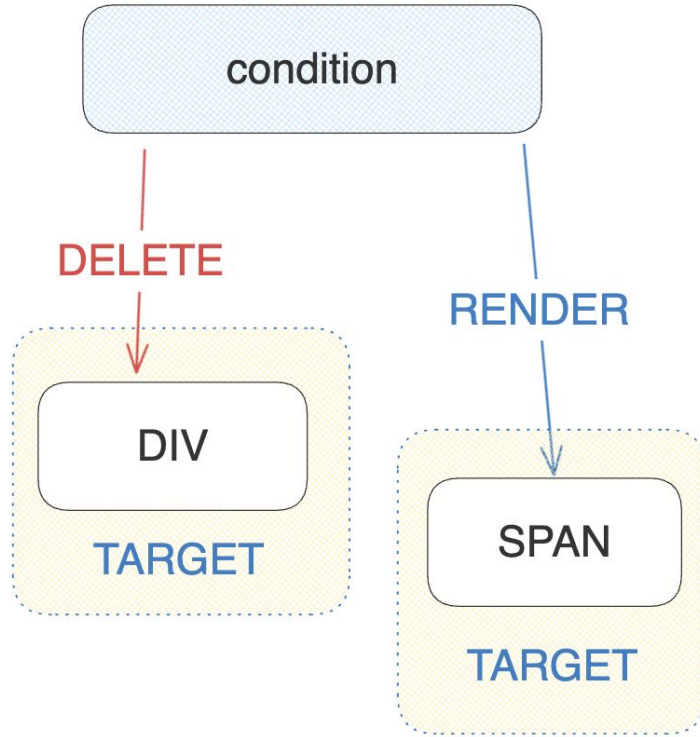 condition
DELETE
RENDER
DIV
TARGET
SPAN
TARGET